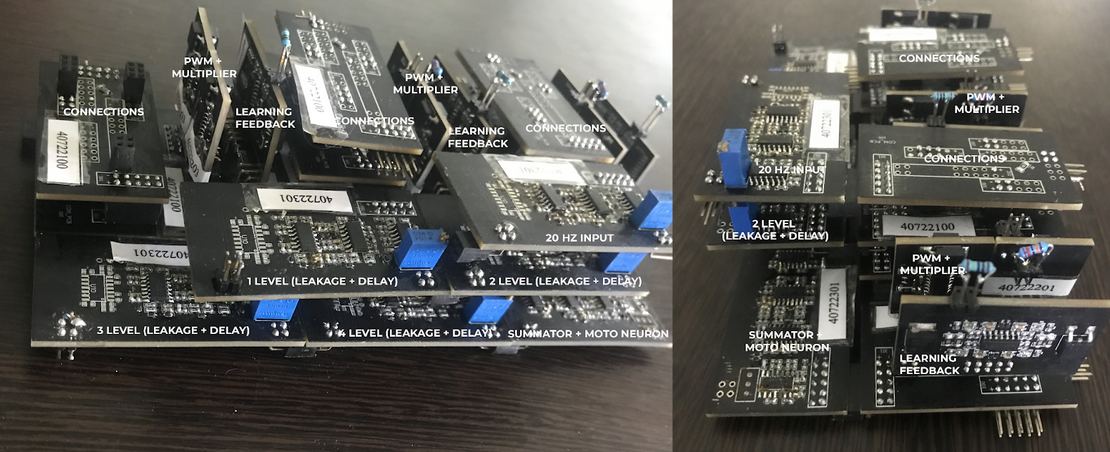 PWM +
MULTIPLIER
CONNECTIONS
40722100
LEARNING
FEEDBACK
CONNECTIONS
PWM +
MULTIPLIER
LEARNING
FEEDBACK
CONNECTIONS
40722301
40722301
20 HZ INPUT
1 LEVEL (LEAKAGE + DELAY)
2 LEVEL (LEAKAGE + DELAY)
3 LEVEL (LEAKAGE + DELAY)
4 LEVEL (LEAKAGE + DELAY)
SUMMATOR + MOTO NEURON
CONNECTIONS
PWM +
MULTIPLIER
CONNECTIONS
20 HZ INPUT
2 LEVEL
(LEAKAGE + DELAY)
40722100
PWM +
MULTIPLIER
40722201
40722301
SUMMATOR +
MOTO NEURON
LEARNING
FEEDBACK